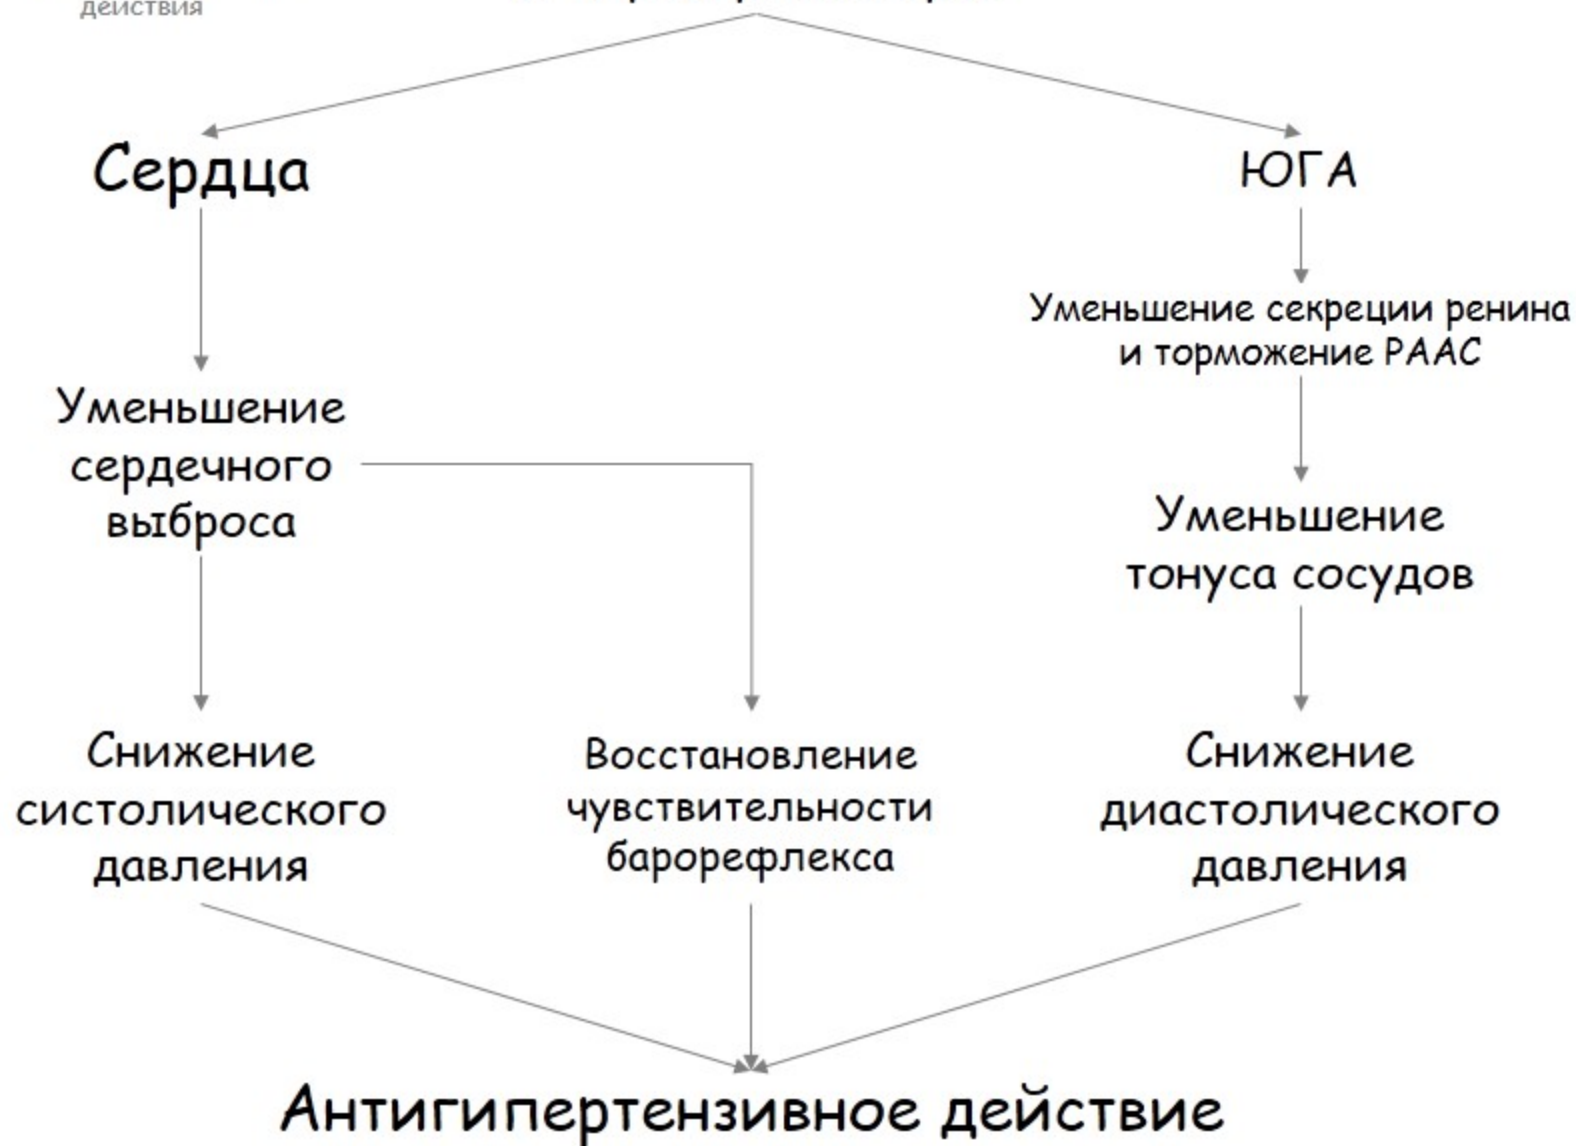 действия
Сердца
ЮГА
Уменьшение секреции ренина
и торможение РААС
Уменьшение
сердечного
выброса
Уменьшение
тонуса сосудов
Снижение
систолического
давления
Восстановление
чувствительности
барорефлекса
Снижение
диастолического
давления
Антигипертензивное действие